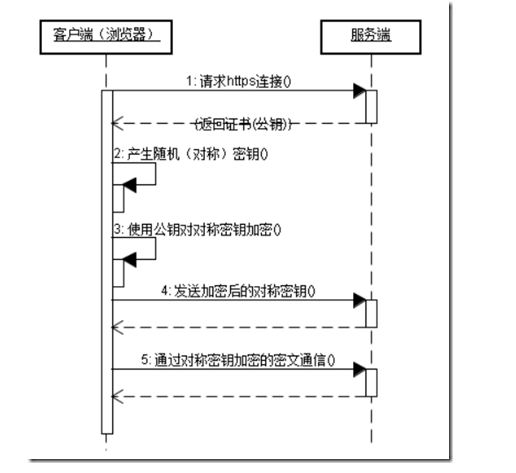 客户端（浏览器）
服务端
1: 请求https连接()
(返回证书(公钥))
2: 产生随机（对称）密钥()
3: 使用公钥对对称密钥加密()
4: 发送加密后的对称密钥()
5: 通过对称密钥加密的密文通信()